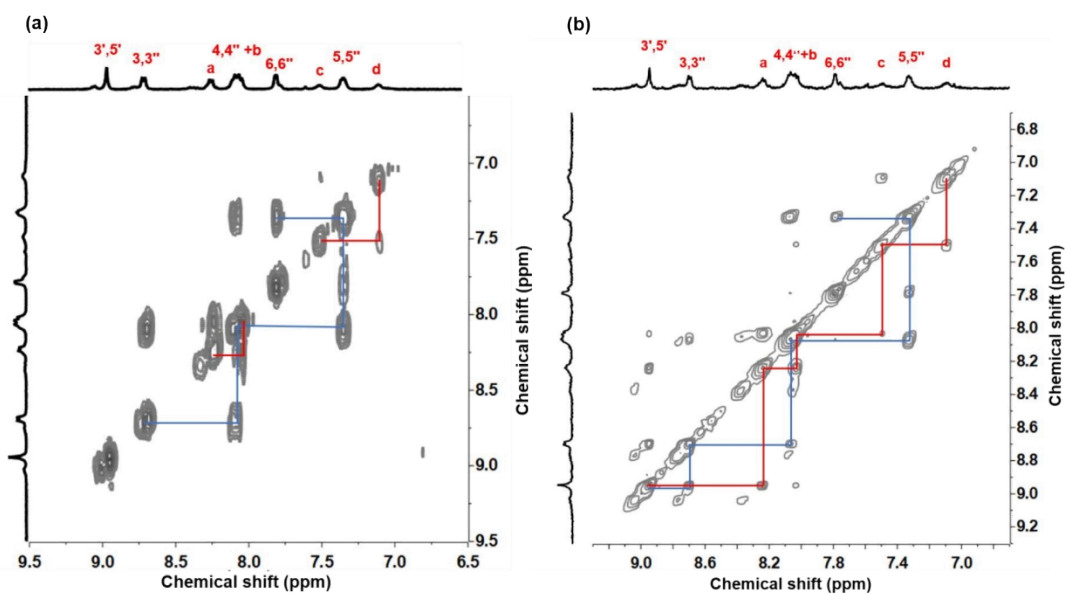 (a)
3',5'
3,3"
a
4,4" +b
6,6"
c
5,5"
d
7.0
7.5
8.0
8.5
9.0
9.5
Chemical shift (ppm)
9.5 9.0 8.5 8.0 7.5 7.0 6.5
Chemical shift (ppm)
(b)
3',5'
3,3"
a
4,4" +b
6,6"
c
5,5"
d
6.8
7.0
7.2
7.4
7.6
7.8
8.0
8.2
8.4
8.6
8.8
9.0
9.2
Chemical shift (ppm)
9.0 8.6 8.2 7.8 7.4 7.0
Chemical shift (ppm)